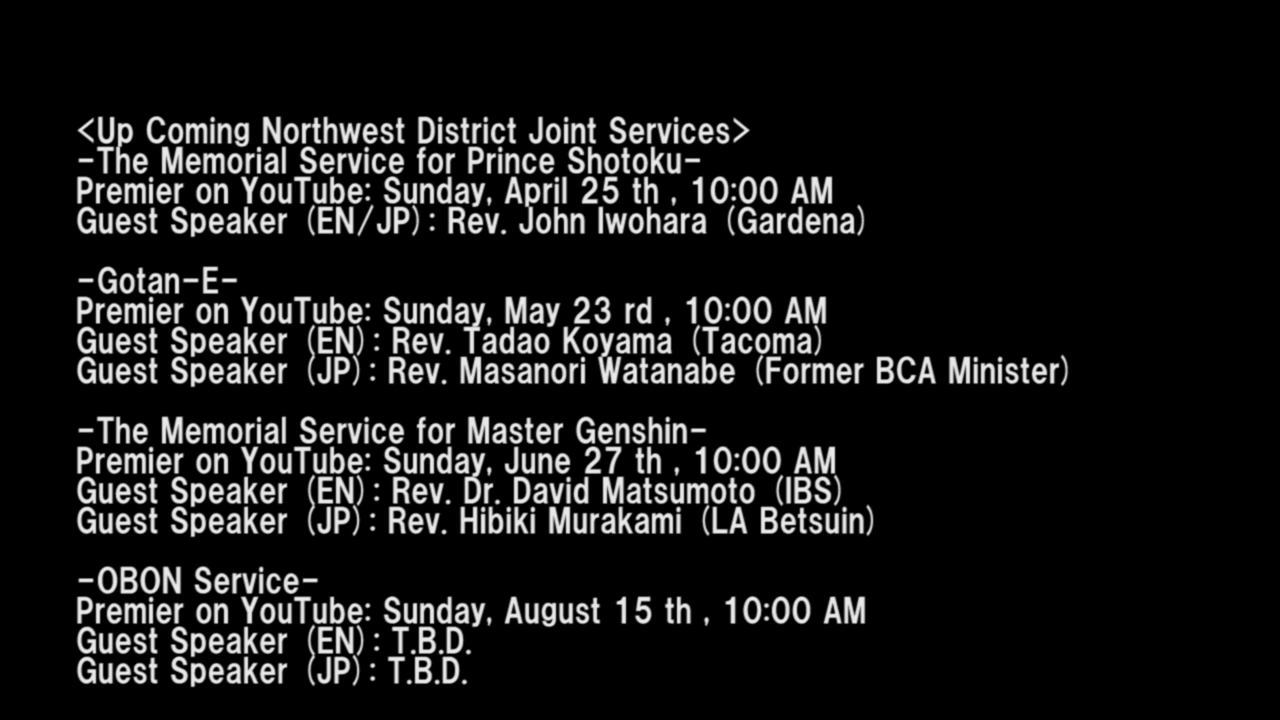 <Up Coming Northwest District Joint Services>
-The Memorial Service for Prince Shotoku-
Premier on YouTube: Sunday, April 25 th , 10:00 AM
Guest Speaker (EN/JP): Rev. John Iwohara (Gardena)
-Gotan-E-
Premier on YouTube: Sunday, May 23 rd , 10:00 AM
Guest Speaker (EN): Rev. Tadao Koyama (Tacoma)
Guest Speaker (JP): Rev. Masanori Watanabe (Former BCA Minister)
-The Memorial Service for Master Genshin-
Premier on YouTube: Sunday, June 27 th , 10:00 AM
Guest Speaker (EN): Rev. Dr. David Matsumoto (IBS)
Guest Speaker (JP): Rev. Hibiki Murakami (LA Betsuin)
-OBON Service-
Premier on YouTube: Sunday, August 15 th , 10:00 AM
Guest Speaker (EN): T.B.D.
Guest Speaker (JP): T.B.D.